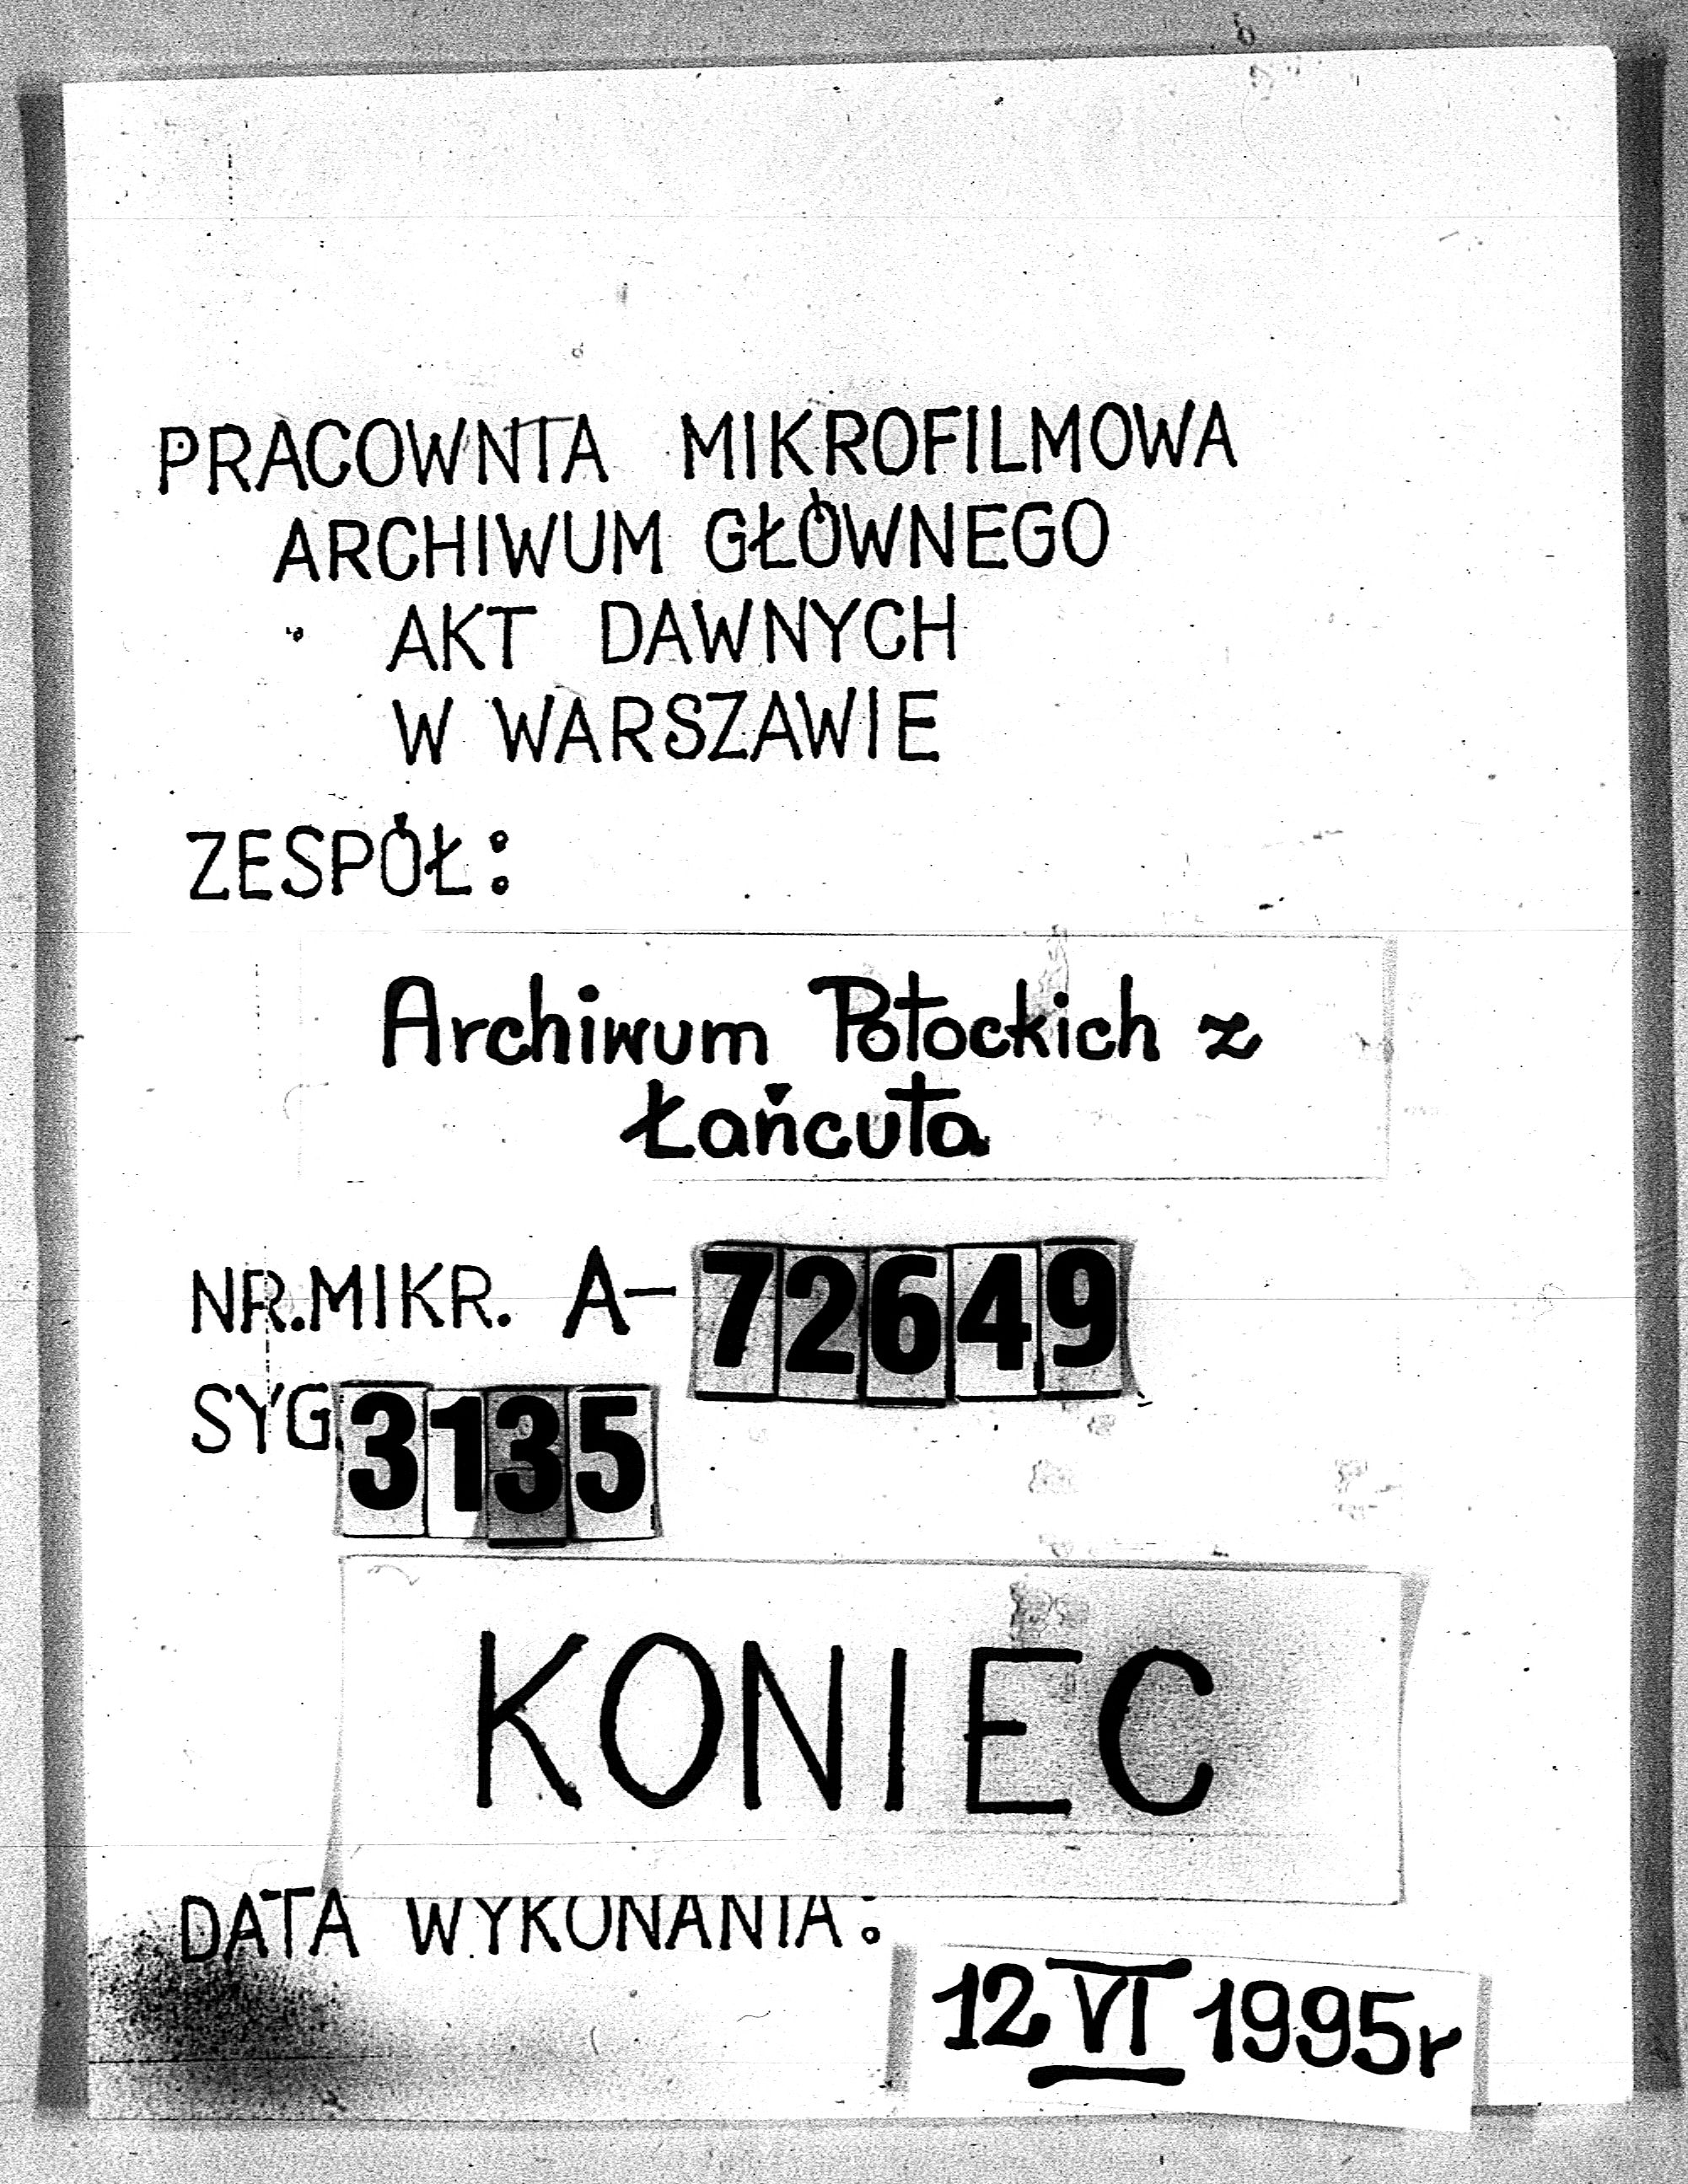 PRACOWNIA MIKROFILMOWA
ARCHIWUM GŁÓWNEGO
AKT DAWNYCH
W WARSZAWIE
ZESPÓŁ:
Archiwum Potockich z
Łańcuta
NR.MIKR. A-72649
SYG.3135
KONIEC
DATA WYKONANIA:
12 VI 1995r